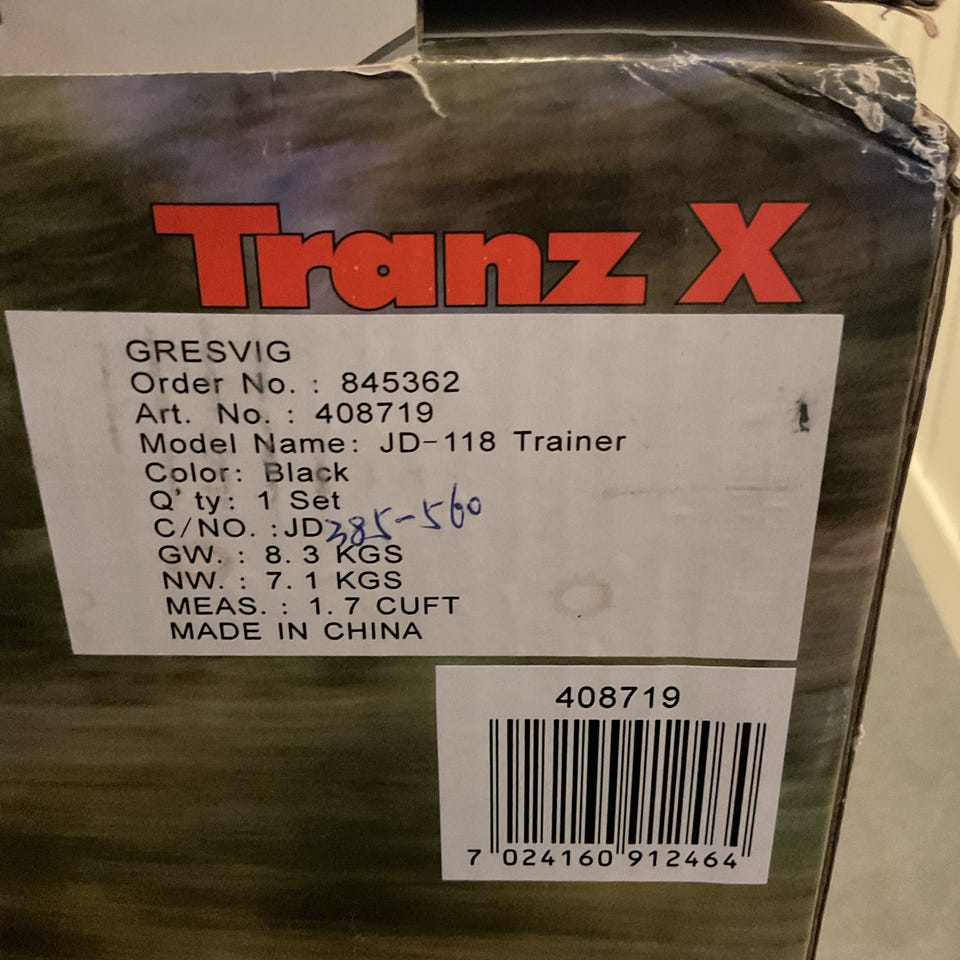 Tranz X
GRESVIG
Order No. : 845362
Art. No. : 408719
Model Name: JD-118 Trainer
Color: Black
Q'ty: 1 Set
C/NO. :JD385-560
GW. : 8.3 KGS
NW. : 7.1 KGS
MEAS. : 1.7 CUFT
MADE IN CHINA
408719
7 024160 912464